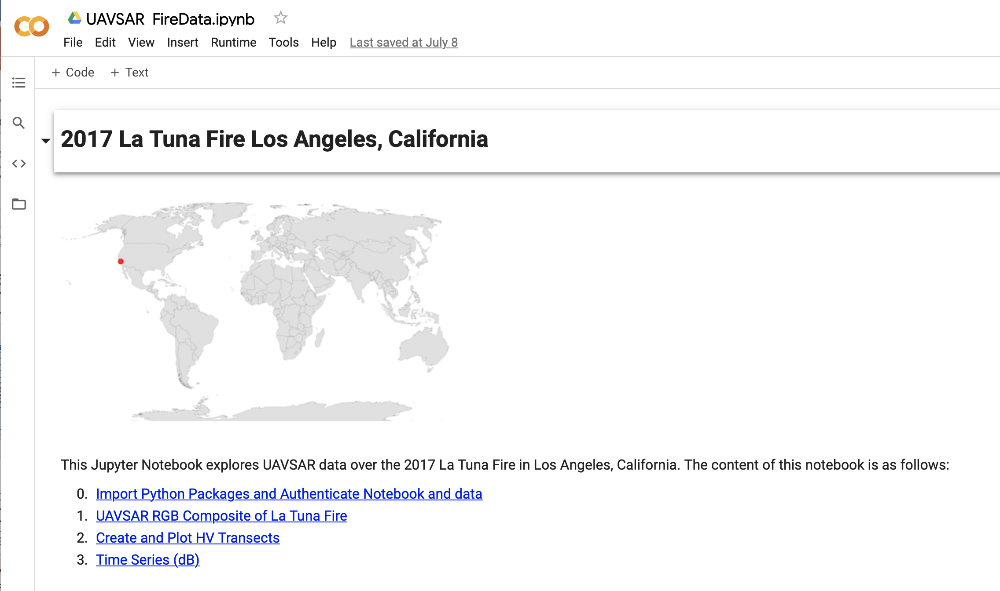 UAVSAR FireData.ipynb
File Edit View Insert Runtime Tools Help Last saved at July 8
+ Code + Text
2017 La Tuna Fire Los Angeles, California
This Jupyter Notebook explores UAVSAR data over the 2017 La Tuna Fire in Los Angeles, California. The content of this notebook is as follows:
0. Import Python Packages and Authenticate Notebook and data
1. UAVSAR RGB Composite of La Tuna Fire
2. Create and Plot HV Transects
3. Time Series (dB)